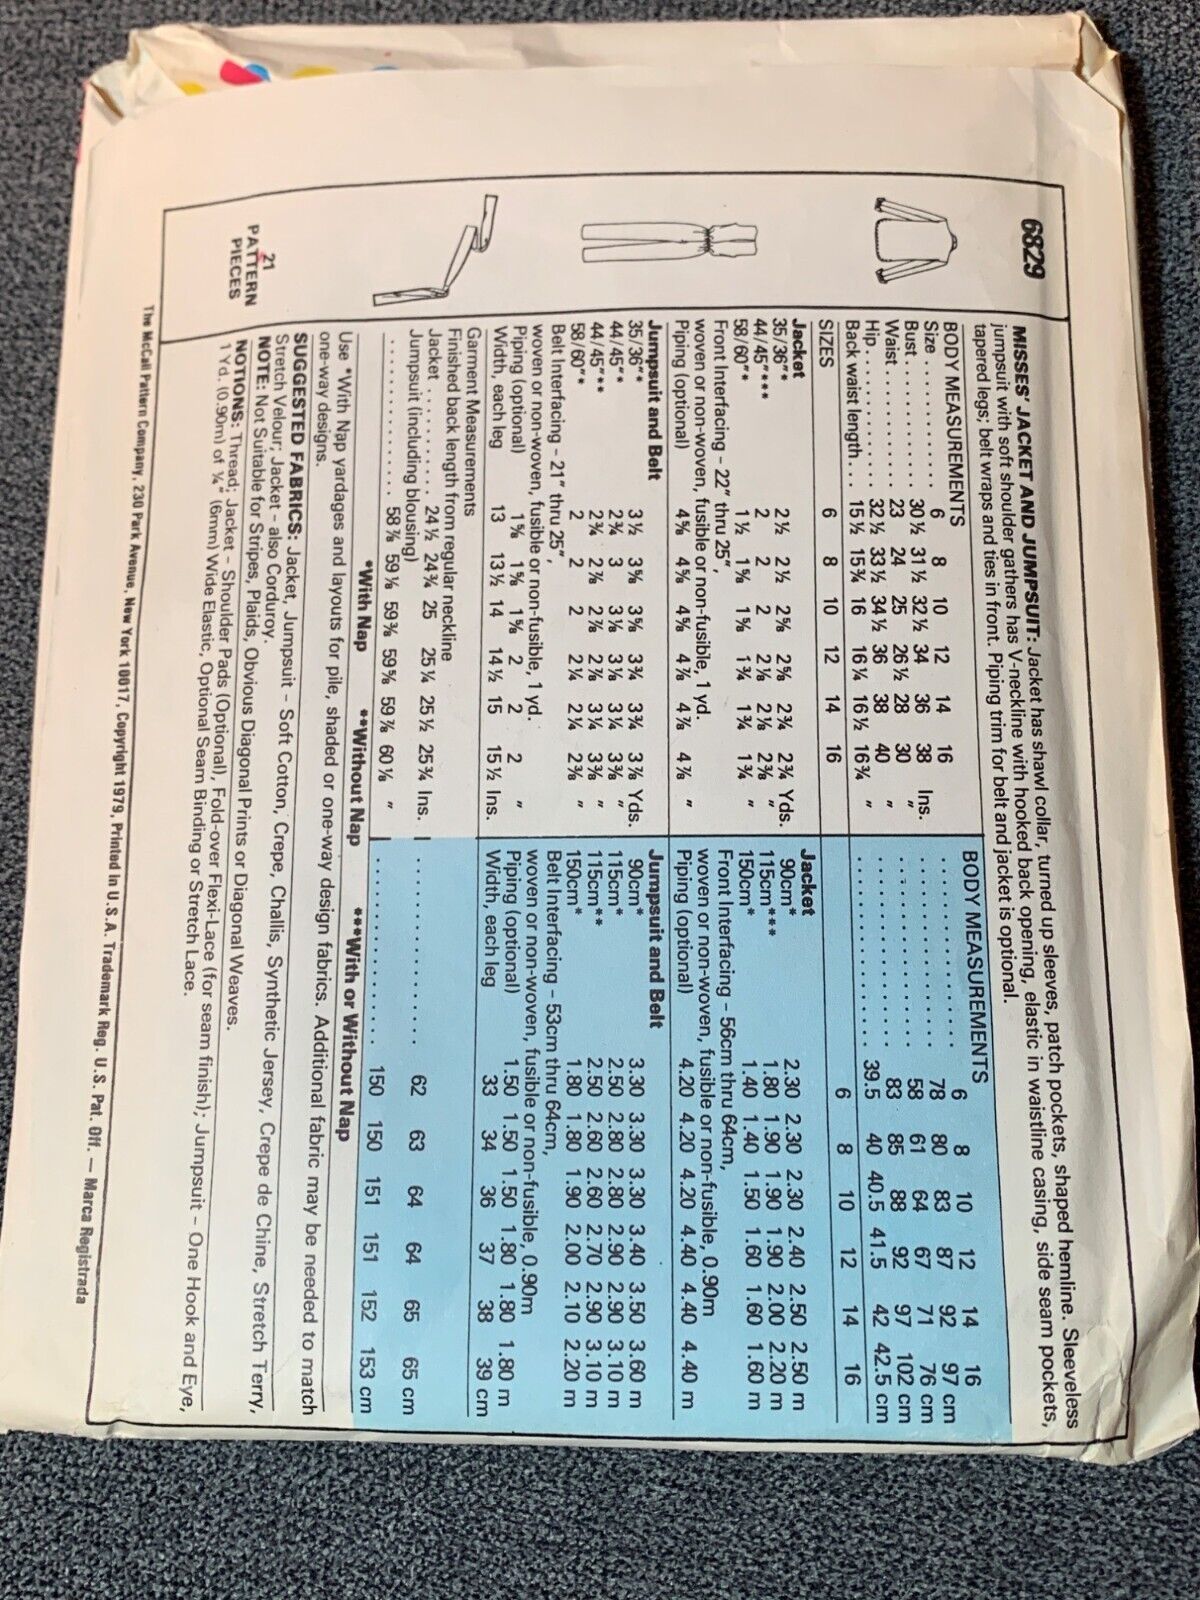 6829
MISSES' JACKET AND JUMPSUIT: Jacket has shawl collar, turned up sleeves, patch pockets, shaped hemline. Sleeveless
jumpsuit with soft shoulder gathers has V-neckline with hooked back opening, elastic in waistline casing, side seam pockets,
tapered legs; belt wraps and ties in front. Piping trim for belt and jacket is optional.
BODY MEASUREMENTS
Size . . . . . . . . . . 6 8 10 12 14 16
Bust . . . . . . . . . . 30½ 31½ 32½ 34 36 38 Ins.
Waist . . . . . . . . . 23 24 25 26½ 28 30 "
Hip . . . . . . . . . . . 32½ 33½ 34½ 36 38 40 "
Back waist length . . . 15½ 15¾ 16 16¼ 16½ 16¾ "
SIZES 6 8 10 12 14 16
Jacket
35/36"* 2½ 2½ 2⅝ 2⅝ 2¾ 2¾ Yds.
44/45"*** 2 2 2 2⅛ 2⅛ 2⅜ "
58/60"* 1½ 1⅝ 1⅝ 1¾ 1¾ 1¾ "
Front Interfacing – 22" thru 25",
woven or non-woven, fusible or non-fusible, 1 yd.
Piping (optional) 4⅝ 4⅝ 4⅝ 4⅞ 4⅞ 4⅞ "
Jumpsuit and Belt
35/36"* 3½ 3⅝ 3⅝ 3¾ 3¾ 3⅞ Yds.
44/45"* 2¾ 3 3⅛ 3⅛ 3¼ 3⅜ "
44/45"** 2¾ 2⅞ 2⅞ 2⅞ 3¼ 3⅜ "
58/60"* 2 2 2 2¼ 2¼ 2⅜ "
Belt Interfacing – 21" thru 25",
woven or non-woven, fusible or non-fusible, 1 yd.
Piping (optional) 1⅝ 1⅝ 1⅝ 2 2 2 "
Width, each leg 13 13½ 14 14½ 15 15½ Ins.
Garment Measurements
Finished back length from regular neckline
Jacket . . . . . . . . . 24½ 24¾ 25 25¼ 25½ 25¾ Ins.
Jumpsuit (including blousing)
. . . . . . . . . . . . 58⅞ 59⅛ 59⅜ 59⅝ 59⅞ 60⅛ "
BODY MEASUREMENTS
. . . . . . . . . . 6 8 10 12 14 16
. . . . . . . . . . 78 80 83 87 92 97 cm
. . . . . . . . . . 58 61 64 67 71 76 cm
. . . . . . . . . . 83 85 88 92 97 102 cm
. . . . . . . . . . 39.5 40 40.5 41.5 42 42.5 cm
6 8 10 12 14 16
Jacket
90cm* 2.30 2.30 2.30 2.40 2.50 2.50 m
115cm*** 1.80 1.90 1.90 1.90 2.00 2.20 m
150cm* 1.40 1.40 1.50 1.60 1.60 1.60 m
Front Interfacing – 56cm thru 64cm,
woven or non-woven, fusible or non-fusible, 0.90m
Piping (optional) 4.20 4.20 4.20 4.40 4.40 4.40 m
Jumpsuit and Belt
90cm* 3.30 3.30 3.30 3.40 3.50 3.60 m
115cm* 2.50 2.80 2.80 2.90 2.90 3.10 m
115cm** 2.50 2.60 2.60 2.70 2.90 3.10 m
150cm* 1.80 1.80 1.90 2.00 2.10 2.20 m
Belt Interfacing – 53cm thru 64cm,
woven or non-woven, fusible or non-fusible, 0.90m
Piping (optional) 1.50 1.50 1.50 1.80 1.80 1.80 m
Width, each leg 33 34 36 37 38 39 cm
. . . . . . . . . . 62 63 64 64 65 65 cm
. . . . . . . . . . 150 150 151 151 152 153 cm
*With Nap **Without Nap ***With or Without Nap
Use *With Nap yardages and layouts for pile, shaded or one-way design fabrics. Additional fabric may be needed to match
one-way designs.
SUGGESTED FABRICS: Jacket, Jumpsuit – Soft Cotton, Crepe, Challis, Synthetic Jersey, Crepe de Chine, Stretch Terry,
Stretch Velour; Jacket – also Corduroy.
NOTE: Not Suitable for Stripes, Plaids, Obvious Diagonal Prints or Diagonal Weaves.
NOTIONS: Thread; Jacket – Shoulder Pads (Optional), Fold-over Flexi-Lace (for seam finish); Jumpsuit – One Hook and Eye,
1 Yd. (0.90m) of ¼" (6mm) Wide Elastic, Optional Seam Binding or Stretch Lace.
21
PATTERN
PIECES
The McCall Pattern Company, 230 Park Avenue, New York 10017, Copyright 1979, Printed in U.S.A. Trademark Reg. U.S. Pat. Off. — Marca Registrada